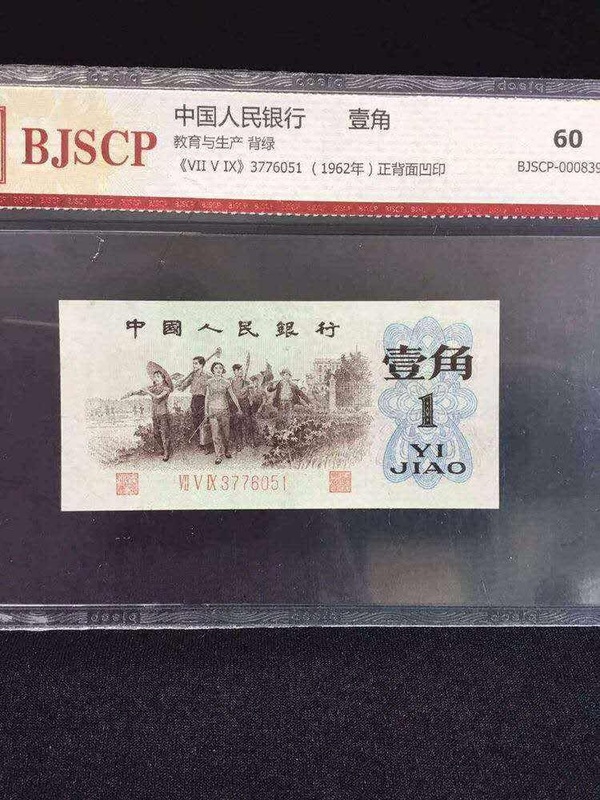 BJSCP
中国人民银行 壹角
教育与生产 背绿
60
《VII V IX》3776051 (1962年)正背面凹印
BJSCP-000839
中國人民銀行
壹角
1
YI
JIAO
VII V IX 3776051